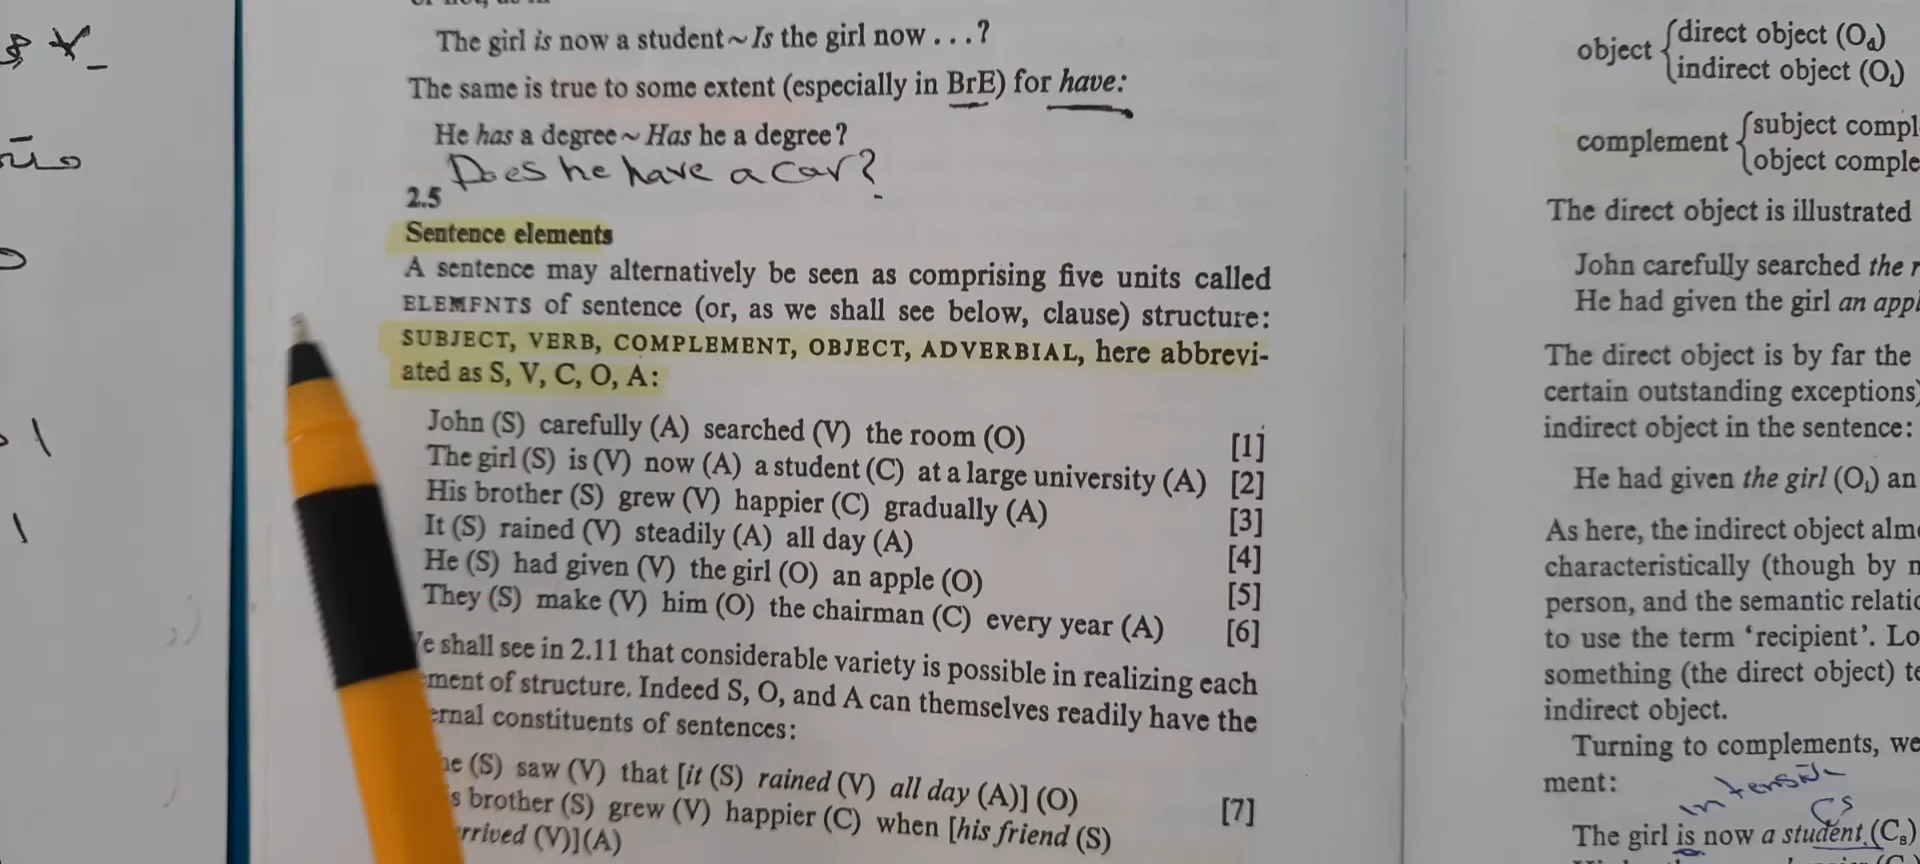 The girl is now a student~Is the girl now . . .?
The same is true to some extent (especially in BrE) for have:
He has a degree~Has he a degree?
Does he have a car?
2.5
Sentence elements
A sentence may alternatively be seen as comprising five units called
ELEMENTS of sentence (or, as we shall see below, clause) structure:
SUBJECT, VERB, COMPLEMENT, OBJECT, ADVERBIAL, here abbrevi-
ated as S, V, C, O, A:
John (S) carefully (A) searched (V) the room (O) [1]
The girl (S) is (V) now (A) a student (C) at a large university (A) [2]
His brother (S) grew (V) happier (C) gradually (A) [3]
It (S) rained (V) steadily (A) all day (A) [4]
He (S) had given (V) the girl (O) an apple (O) [5]
They (S) make (V) him (O) the chairman (C) every year (A) [6]
e shall see in 2.11 that considerable variety is possible in realizing each
ment of structure. Indeed S, O, and A can themselves readily have the
ernal constituents of sentences:
he (S) saw (V) that [it (S) rained (V) all day (A)] (O) [7]
s brother (S) grew (V) happier (C) when [his friend (S)
rrived (V)](A)
object {direct object (Od)
indirect object (Oi)
complement {subject compl
object comple
The direct object is illustrated
John carefully searched the r
He had given the girl an appl
The direct object is by far the
certain outstanding exceptions)
indirect object in the sentence:
He had given the girl (Oi) an
As here, the indirect object alm
characteristically (though by n
person, and the semantic relatio
to use the term ‘recipient’. Lo
something (the direct object) te
indirect object.
Turning to complements, we
ment:
Cs
The girl is now a student (Cs)